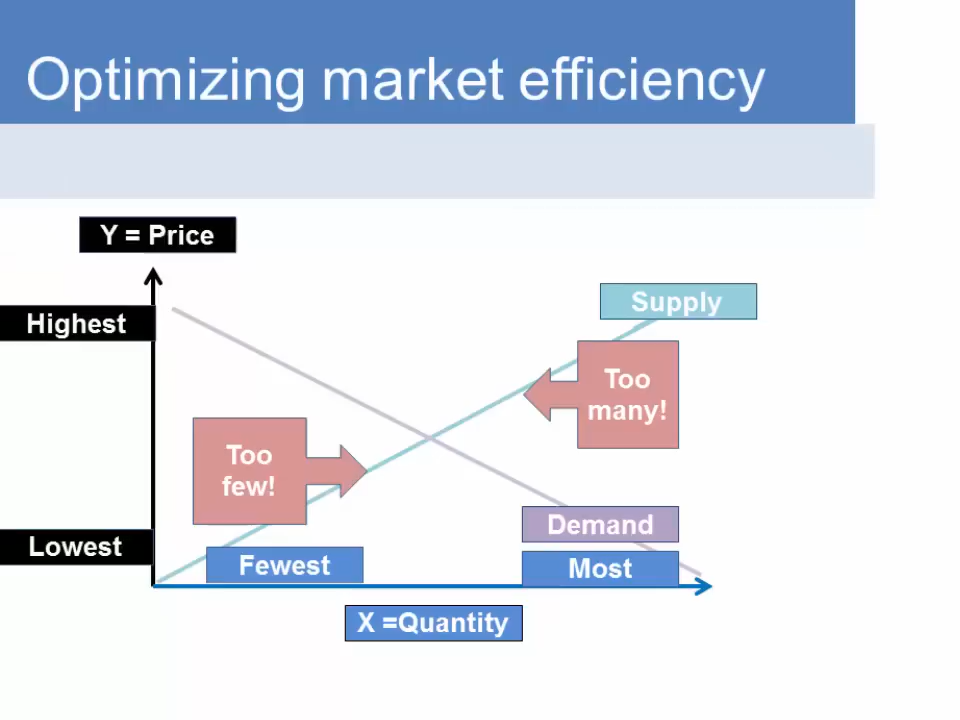 Optimizing market efficiency
Y = Price
Highest
Supply
Too
many!
Too
few!
Demand
Lowest
Fewest
Most
X =Quantity